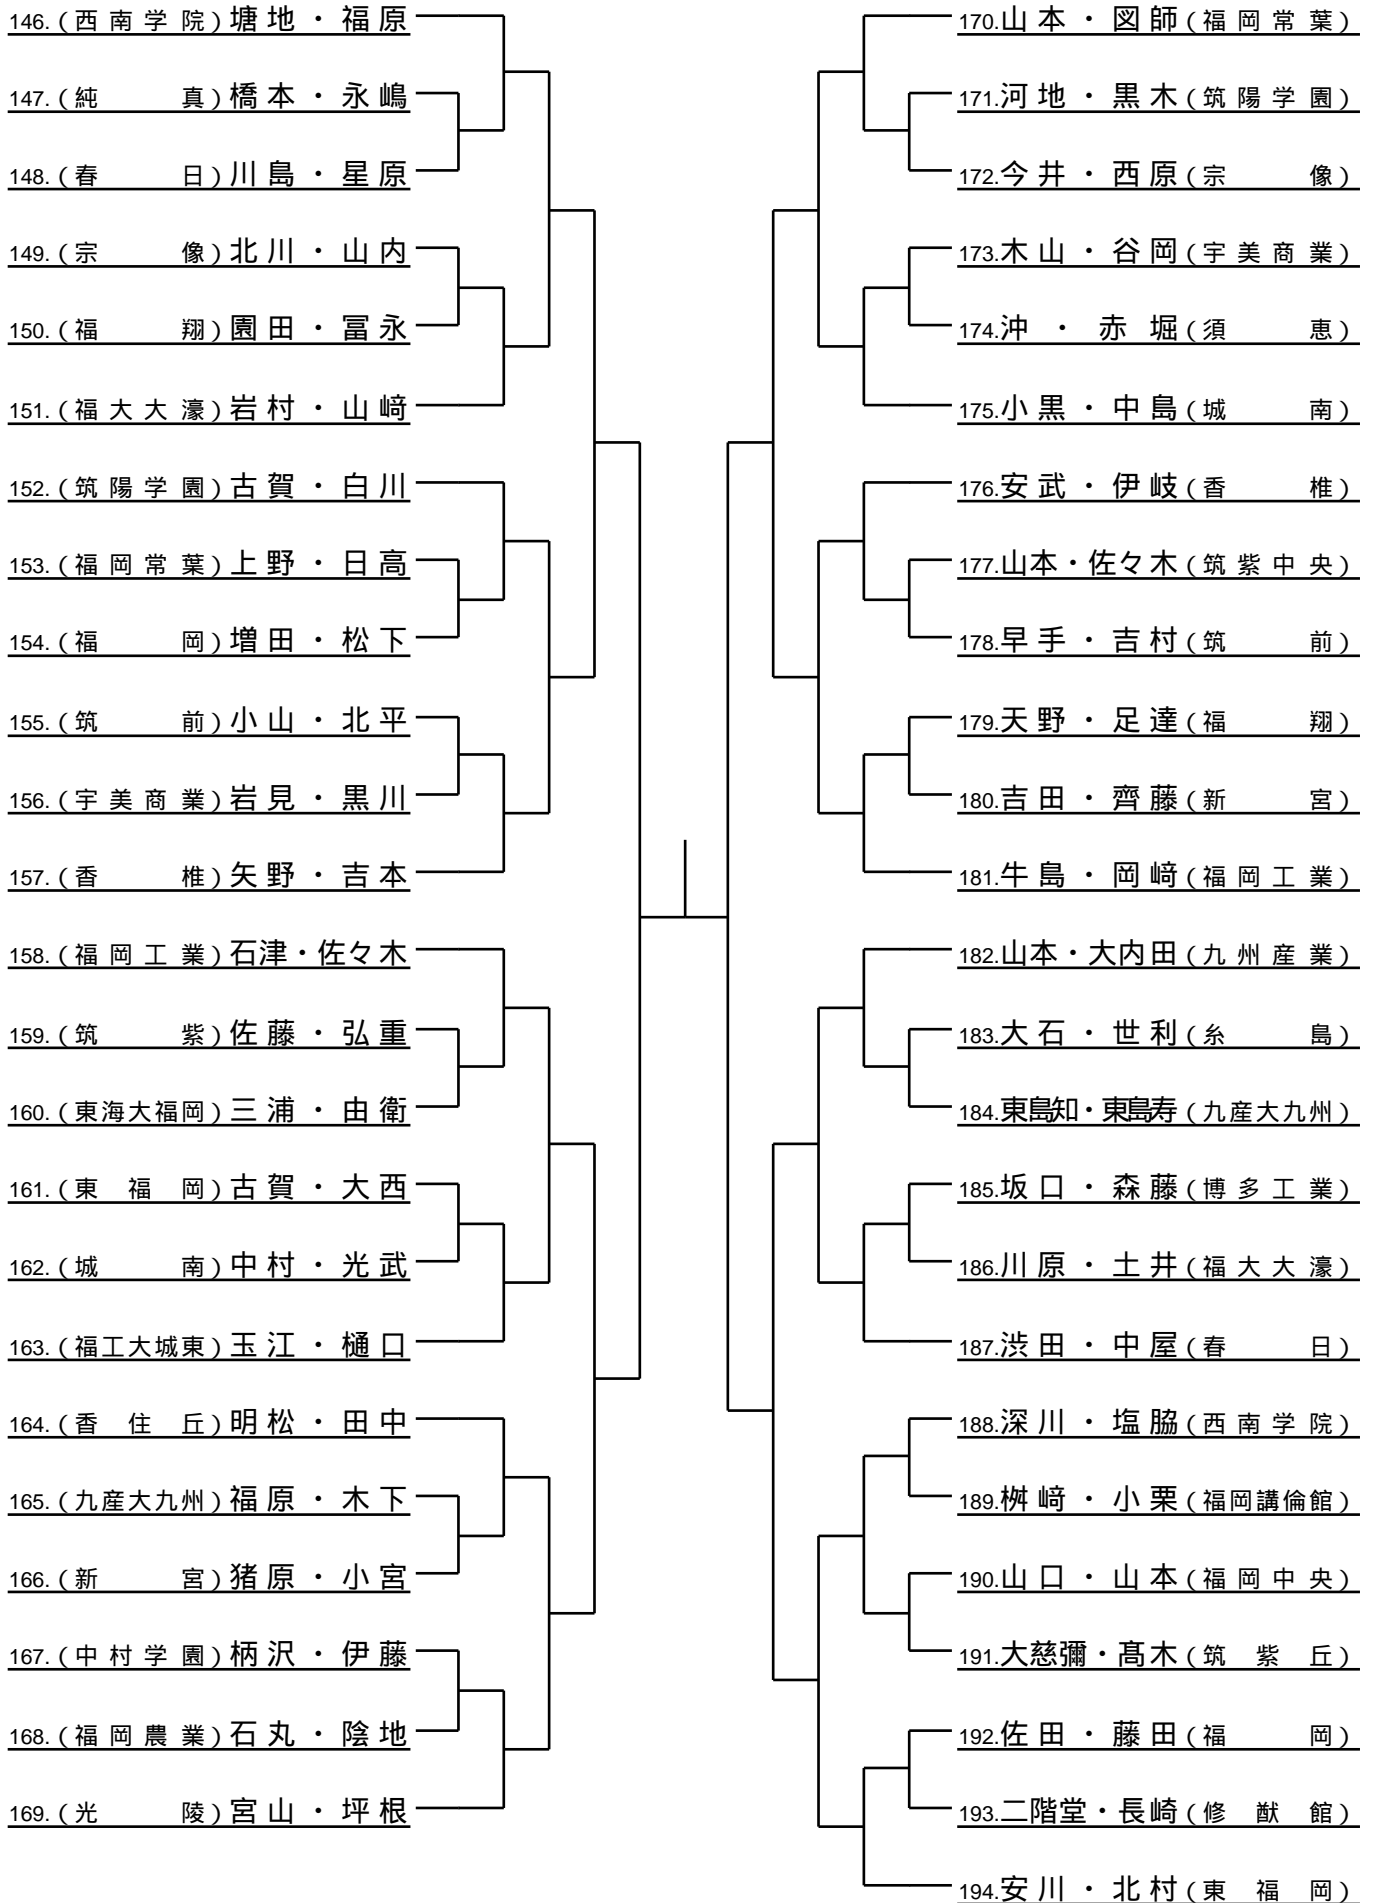 146.(西南学院)塘地・福原
147.(純真)橋本・永嶋
148.(春日)川島・星原
149.(宗像)北川・山内
150.(福翔)園田・冨永
151.(福大大濠)岩村・山﨑
152.(筑陽学園)古賀・白川
153.(福岡常葉)上野・日高
154.(福岡)増田・松下
155.(筑前)小山・北平
156.(宇美商業)岩見・黒川
157.(香椎)矢野・吉本
158.(福岡工業)石津・佐々木
159.(筑紫)佐藤・弘重
160.(東海大福岡)三浦・由衛
161.(東福岡)古賀・大西
162.(城南)中村・光武
163.(福工大城東)玉江・樋口
164.(香住丘)明松・田中
165.(九産大九州)福原・木下
166.(新宮)猪原・小宮
167.(中村学園)柄沢・伊藤
168.(福岡農業)石丸・陰地
169.(光陵)宮山・坪根
170.山本・図師(福岡常葉)
171.河地・黒木(筑陽学園)
172.今井・西原(宗像)
173.木山・谷岡(宇美商業)
174.沖・赤堀(須恵)
175.小黒・中島(城南)
176.安武・伊岐(香椎)
177.山本・佐々木(筑紫中央)
178.早手・吉村(筑前)
179.天野・足達(福翔)
180.吉田・齊藤(新宮)
181.牛島・岡﨑(福岡工業)
182.山本・大内田(九州産業)
183.大石・世利(糸島)
184.東島知・東島寿(九産大九州)
185.坂口・森藤(博多工業)
186.川原・土井(福大大濠)
187.渋田・中屋(春日)
188.深川・塩脇(西南学院)
189.桝﨑・小栗(福岡講倫館)
190.山口・山本(福岡中央)
191.大慈彌・髙木(筑紫丘)
192.佐田・藤田(福岡)
193.二階堂・長崎(修猷館)
194.安川・北村(東福岡)